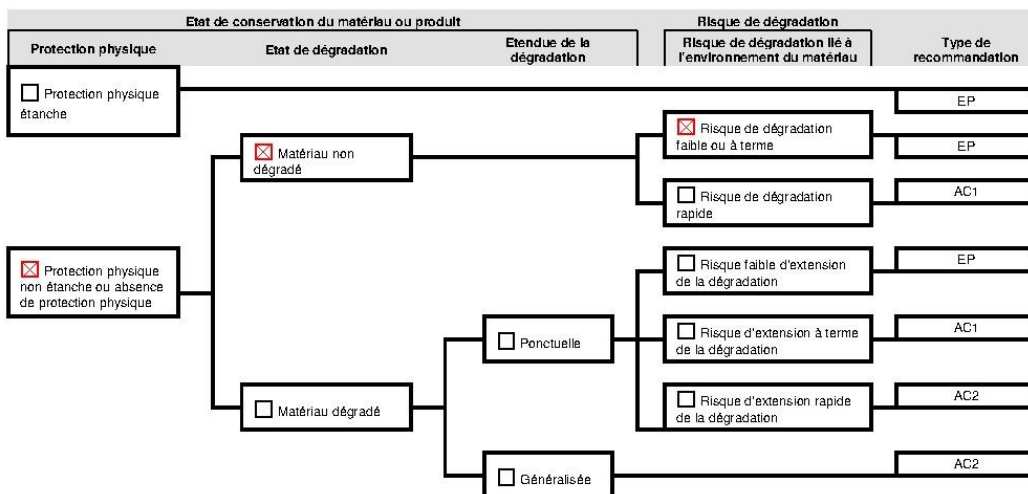 Etat de conservation du matériau ou produit
Risque de dégradation
Protection physique
Etat de dégradation
Etendue de la
dégradation
Risque de dégradation lié à
l'environnement du matériau
Type de
recommandation
Protection physique
étanche
EP
Matériau non
dégradé
Risque de dégradation
faible ou à terme
EP
Risque de dégradation
rapide
AC1
Protection physique
non étanche ou absence
de protection physique
Risque faible d'extension
de la dégradation
EP
Ponctuelle
Risque d'extension à terme
de la dégradation
AC1
Matériau dégradé
Risque d'extension rapide
de la dégradation
AC2
Généralisée
AC2